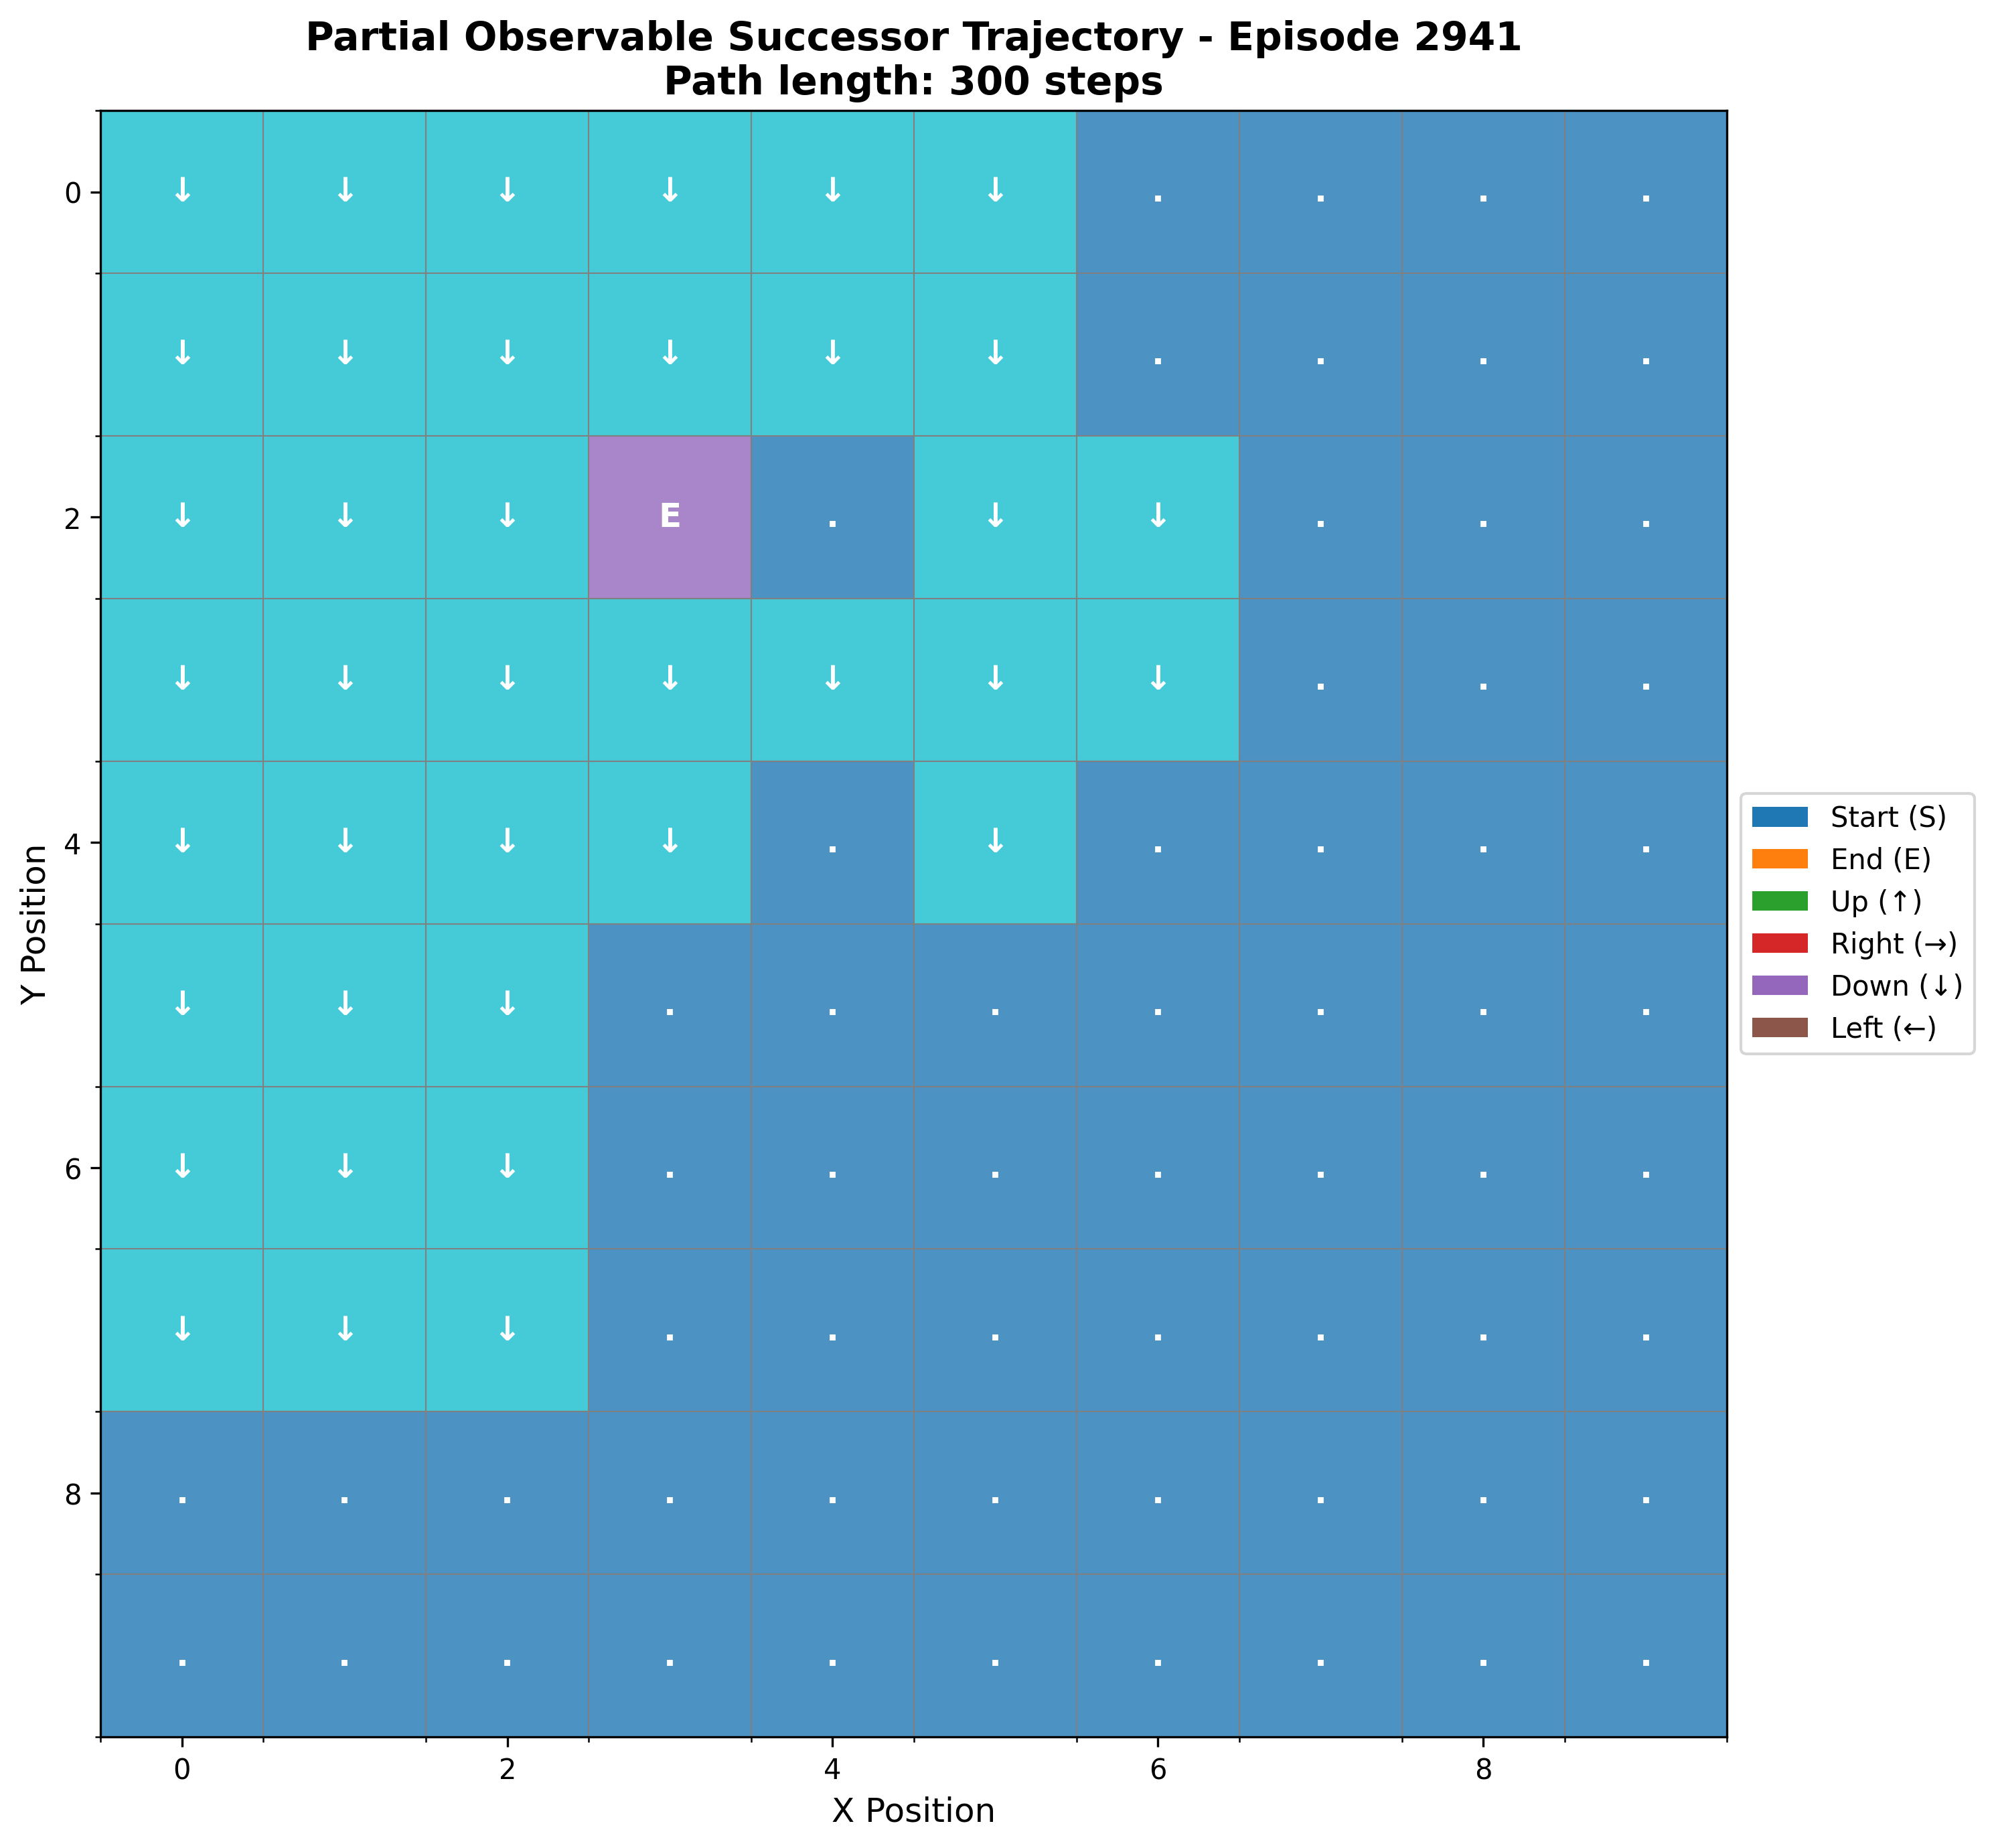 Partial Observable Successor Trajectory - Episode 2941
Path length: 300 steps
0 ↓ ↓ ↓ ↓ ↓ ↓ . . . .
↓ ↓ ↓ ↓ ↓ ↓ . . . .
2 ↓ ↓ ↓ E . ↓ ↓ . . .
↓ ↓ ↓ ↓ ↓ ↓ ↓ . . .
4 ↓ ↓ ↓ ↓ . ↓ . . . .
↓ ↓ ↓ . . . . . . .
6 ↓ ↓ ↓ . . . . . . .
↓ ↓ ↓ . . . . . . .
8 . . . . . . . . . .
. . . . . . . . . .
0 2 4 6 8
X Position
Y Position
Start (S)
End (E)
Up (↑)
Right (→)
Down (↓)
Left (←)